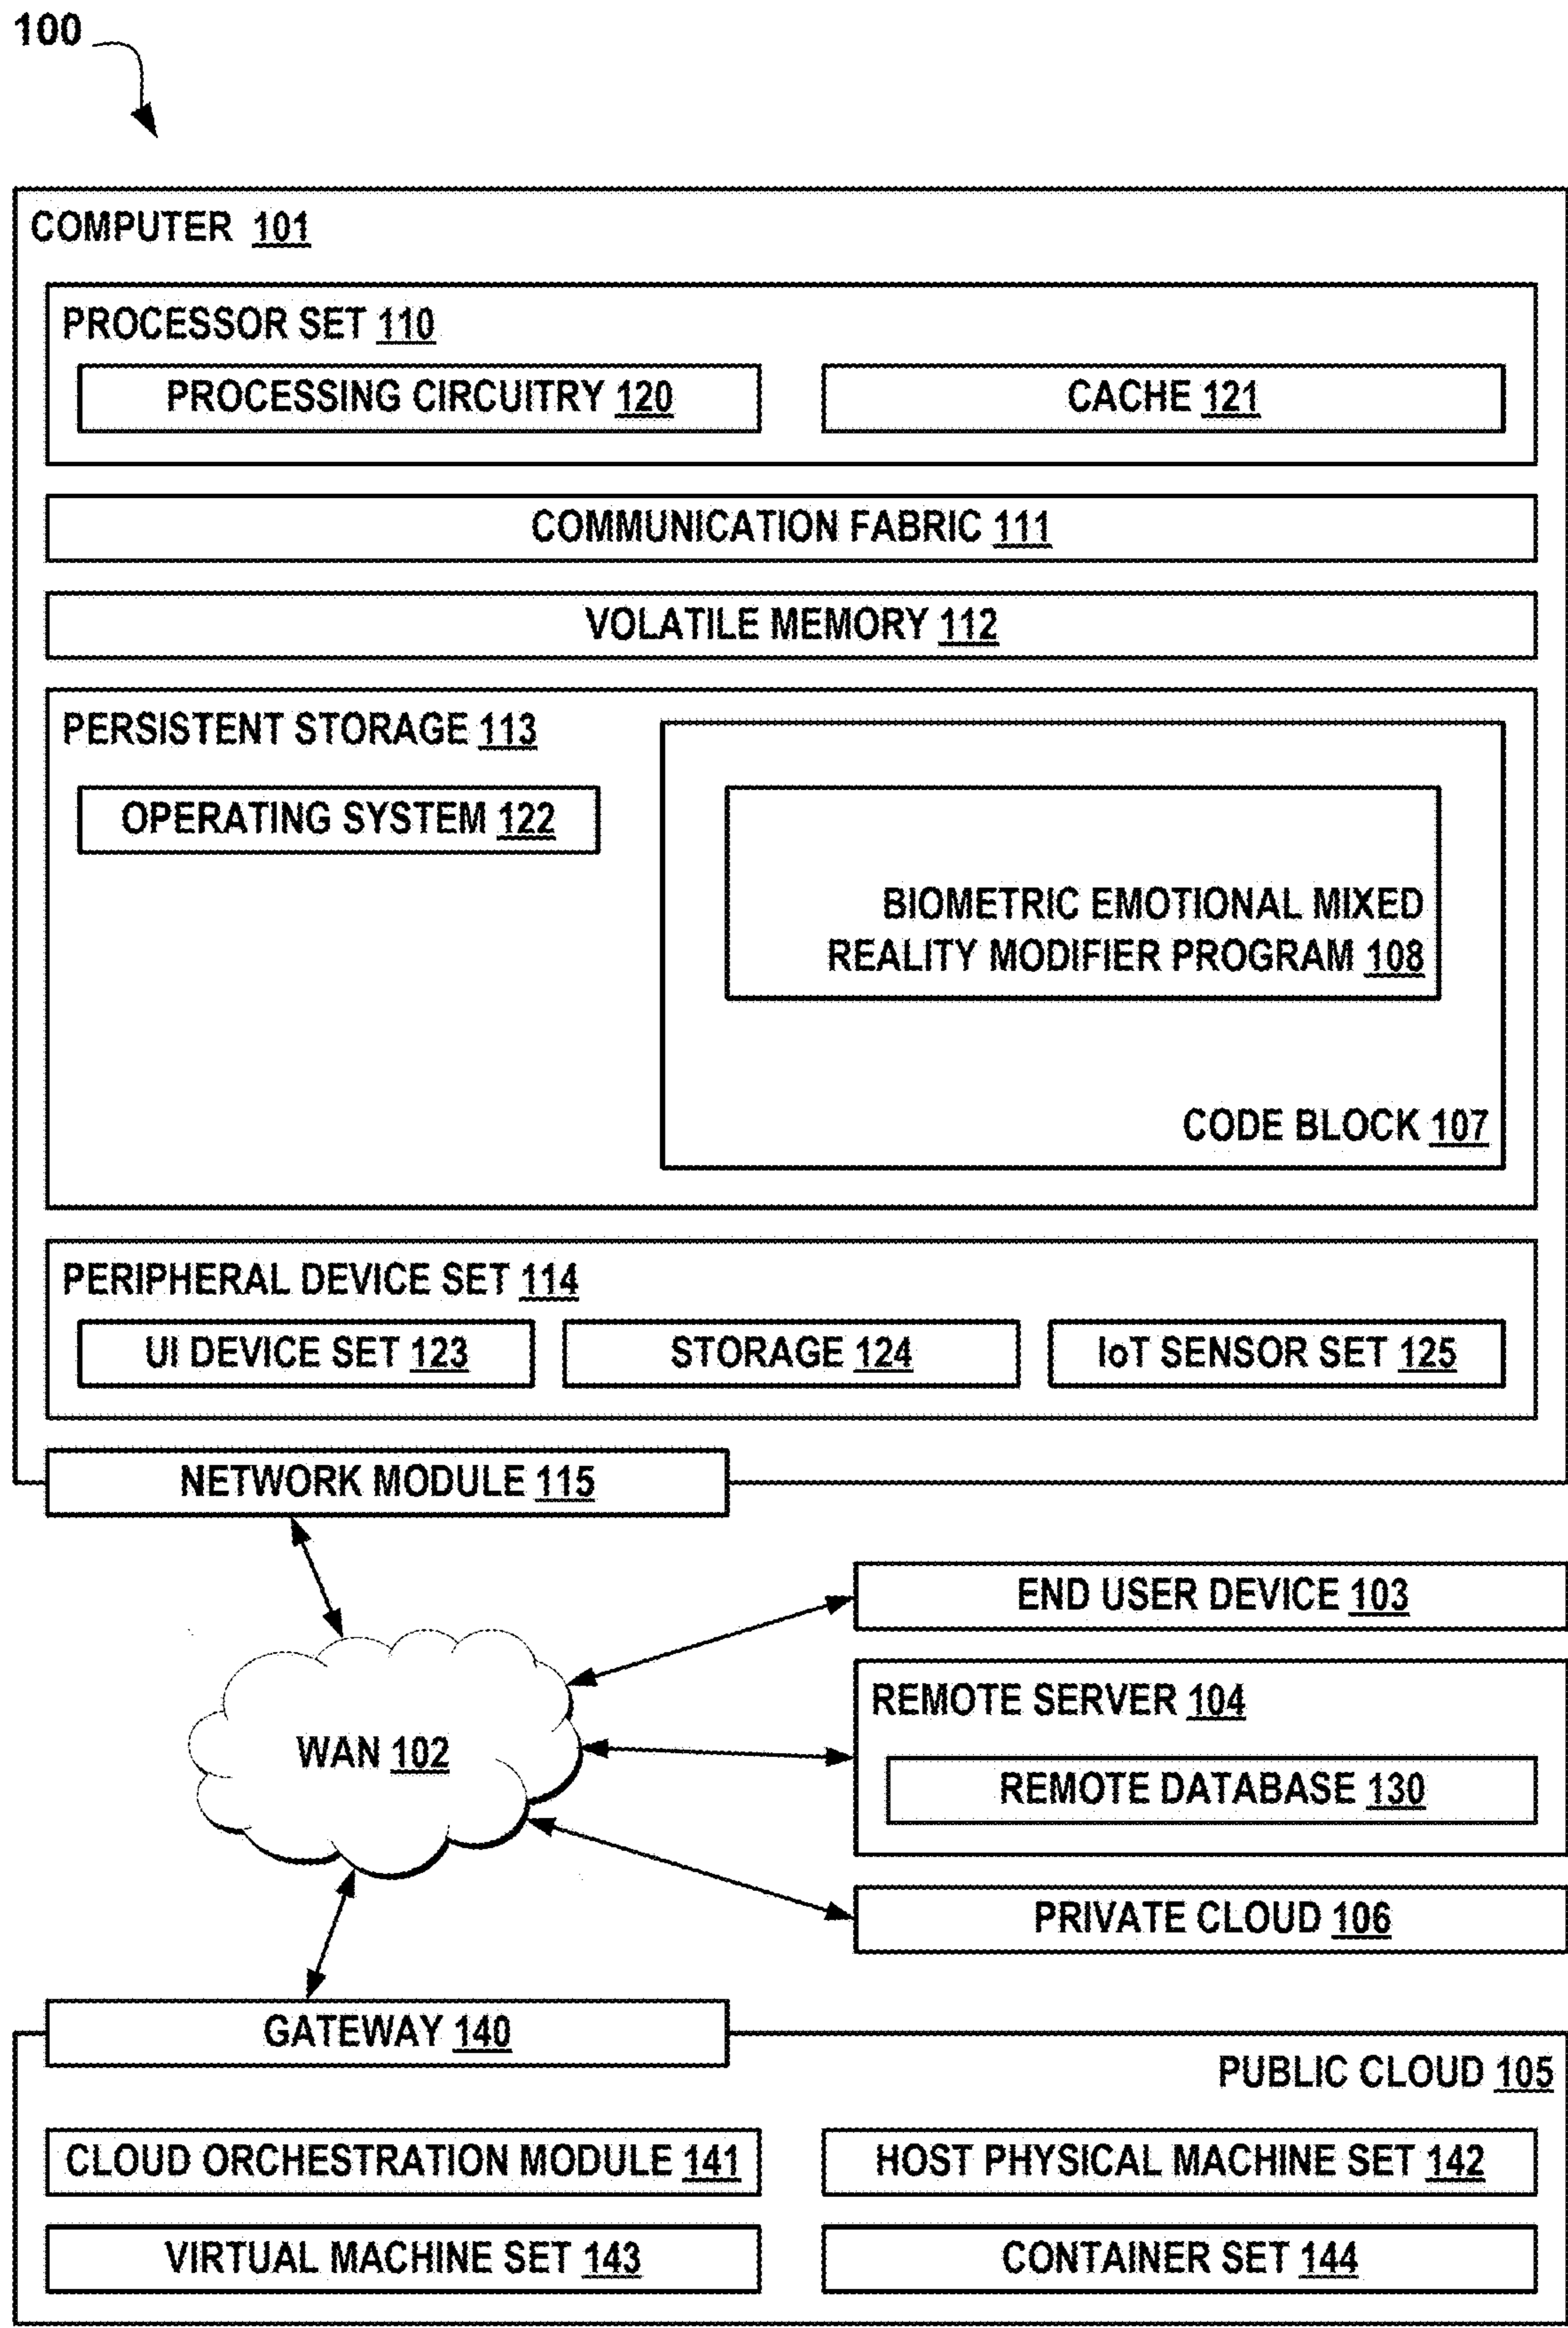 100
COMPUTER 101
PROCESSOR SET 110
PROCESSING CIRCUITRY 120
CACHE 121
COMMUNICATION FABRIC 111
VOLATILE MEMORY 112
PERSISTENT STORAGE 113
OPERATING SYSTEM 122
BIOMETRIC EMOTIONAL MIXED
REALITY MODIFIER PROGRAM 108
CODE BLOCK 107
PERIPHERAL DEVICE SET 114
UI DEVICE SET 123
STORAGE 124
IoT SENSOR SET 125
NETWORK MODULE 115
END USER DEVICE 103
REMOTE SERVER 104
WAN 102
REMOTE DATABASE 130
PRIVATE CLOUD 106
GATEWAY 140
PUBLIC CLOUD 105
CLOUD ORCHESTRATION MODULE 141
HOST PHYSICAL MACHINE SET 142
VIRTUAL MACHINE SET 143
CONTAINER SET 144